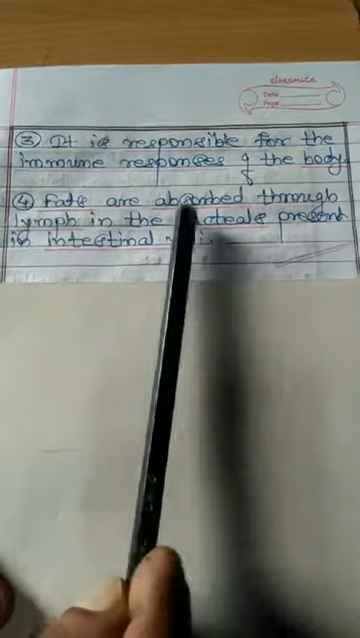 classmate
Date
Page
③ It is responsible for the
immune responses of the body.
④ Fats are absorbed through
lymph in the present
in intestinal